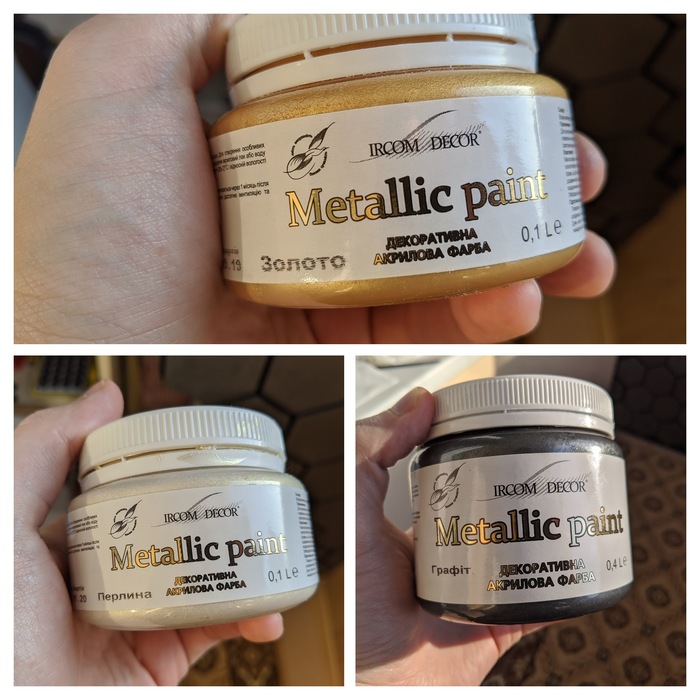 IRCOM DECOR®
Metallic paint
ДЕКОРАТИВНА
АКРИЛОВА ФАРБА
0,1 L℮
Золото
IRCOM DECOR®
Metallic paint
ДЕКОРАТИВНА
АКРИЛОВА ФАРБА
0,1 L℮
Перлина
IRCOM DECOR®
Metallic paint
ДЕКОРАТИВНА
АКРИЛОВА ФАРБА
0,4 L℮
Графіт